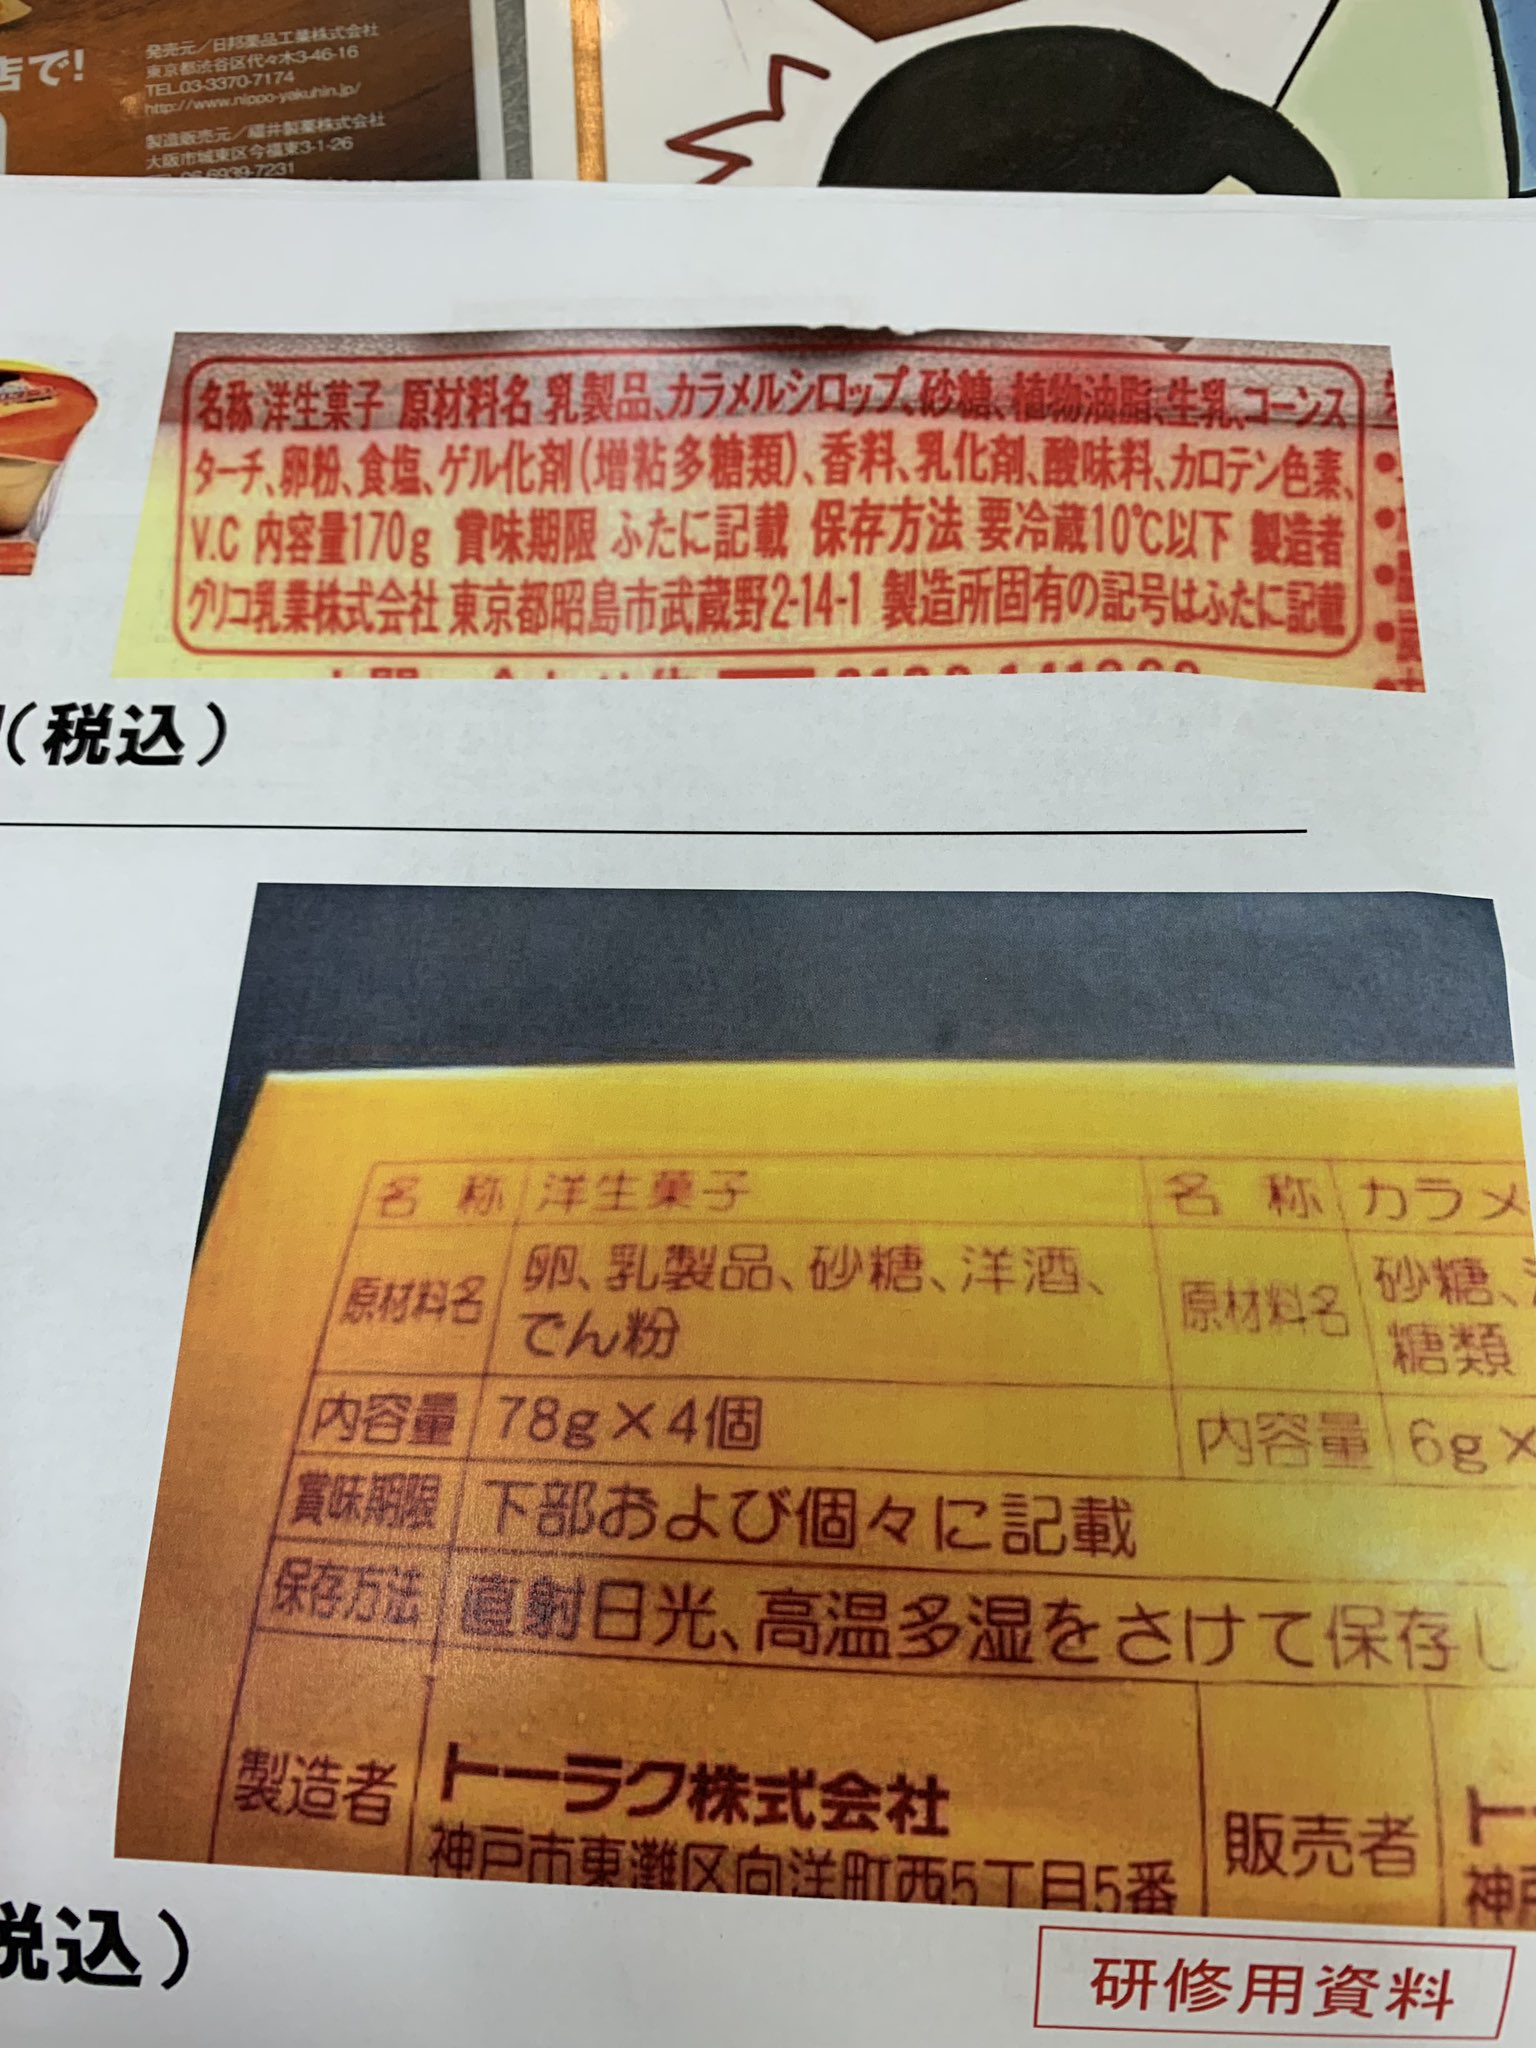 店で!
発売元／日邦薬品工業株式会社
東京都渋谷区代々木3-46-16
TEL.03-3370-7174
http://www.nippo-yakuhin.jp/
製造販売元／福井製薬株式会社
大阪市城東区今福東3-1-26
06-6939-7231
名称 洋生菓子 原材料名 乳製品、カラメルシロップ、砂糖、植物油脂、生乳、コーンス
ターチ、卵粉、食塩、ゲル化剤(増粘多糖類)、香料、乳化剤、酸味料、カロテン色素、
V.C 内容量170g 賞味期限 ふたに記載 保存方法 要冷蔵10℃以下 製造者
グリコ乳業株式会社 東京都昭島市武蔵野2-14-1 製造所固有の記号はふたに記載
(税込)
名称 洋生菓子 名称 カラメ
原材料名 卵、乳製品、砂糖、洋酒、 原材料名 砂糖、
でん粉 糖類
内容量 78g×4個 内容量 6g×
賞味期限 下部および個々に記載
保存方法 直射日光、高温多湿をさけて保存し
製造者 トーラク株式会社 販売者 ト
神戸市東灘区向洋町西5丁目5番 神戸
税込)
研修用資料